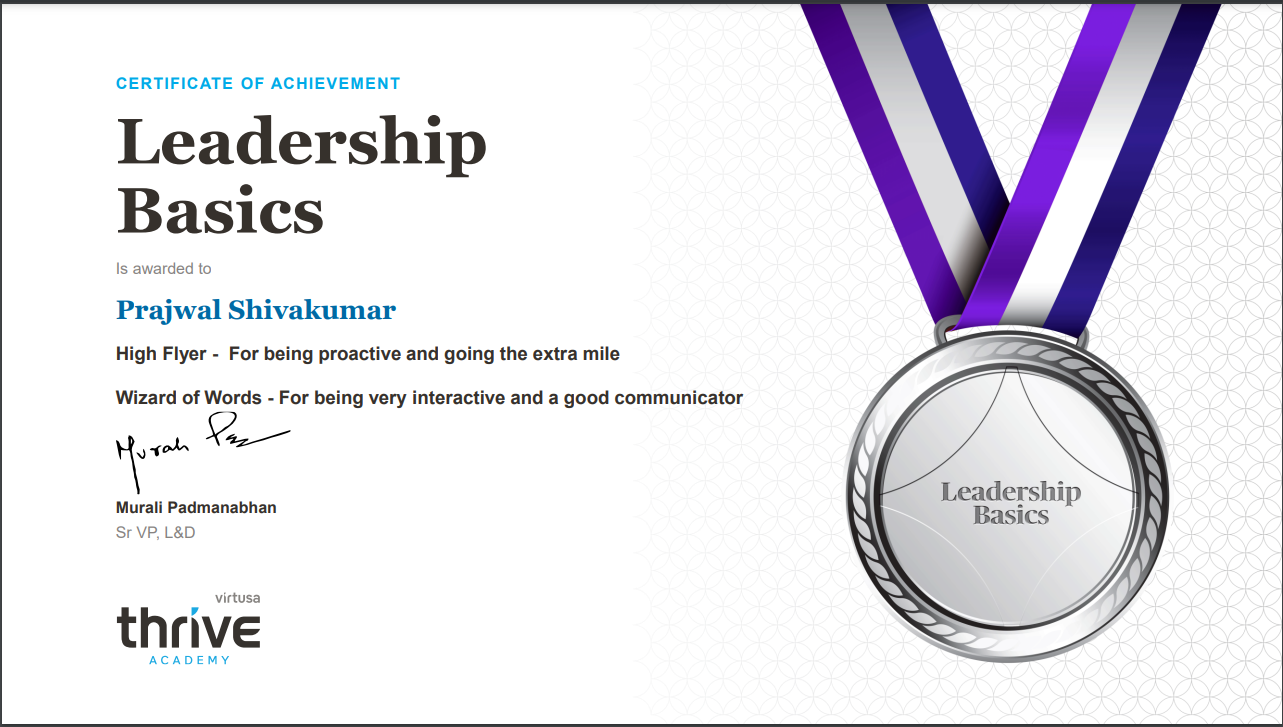 CERTIFICATE OF ACHIEVEMENT
Leadership
Basics
Is awarded to
Prajwal Shivakumar
High Flyer -  For being proactive and going the extra mile
Wizard of Words - For being very interactive and a good communicator
Murali Padmanabhan
Sr VP, L&D
virtusa
thrive
ACADEMY
Leadership
Basics